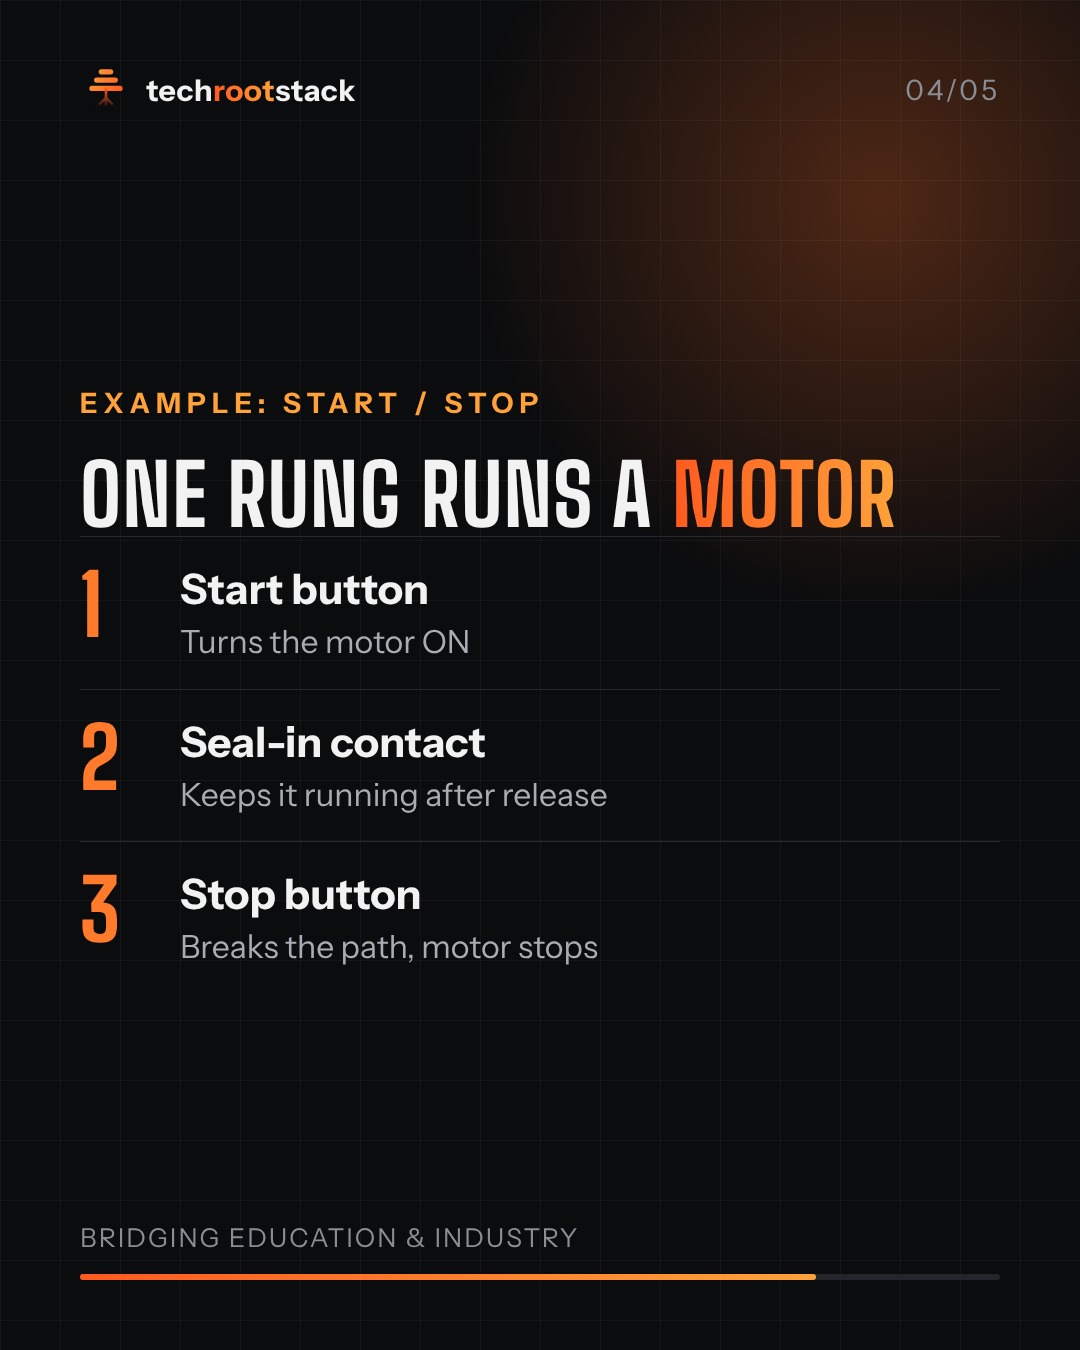 techrootstack
04/05
EXAMPLE: START / STOP
ONE RUNG RUNS A MOTOR
1
Start button
Turns the motor ON
2
Seal-in contact
Keeps it running after release
3
Stop button
Breaks the path, motor stops
BRIDGING EDUCATION & INDUSTRY